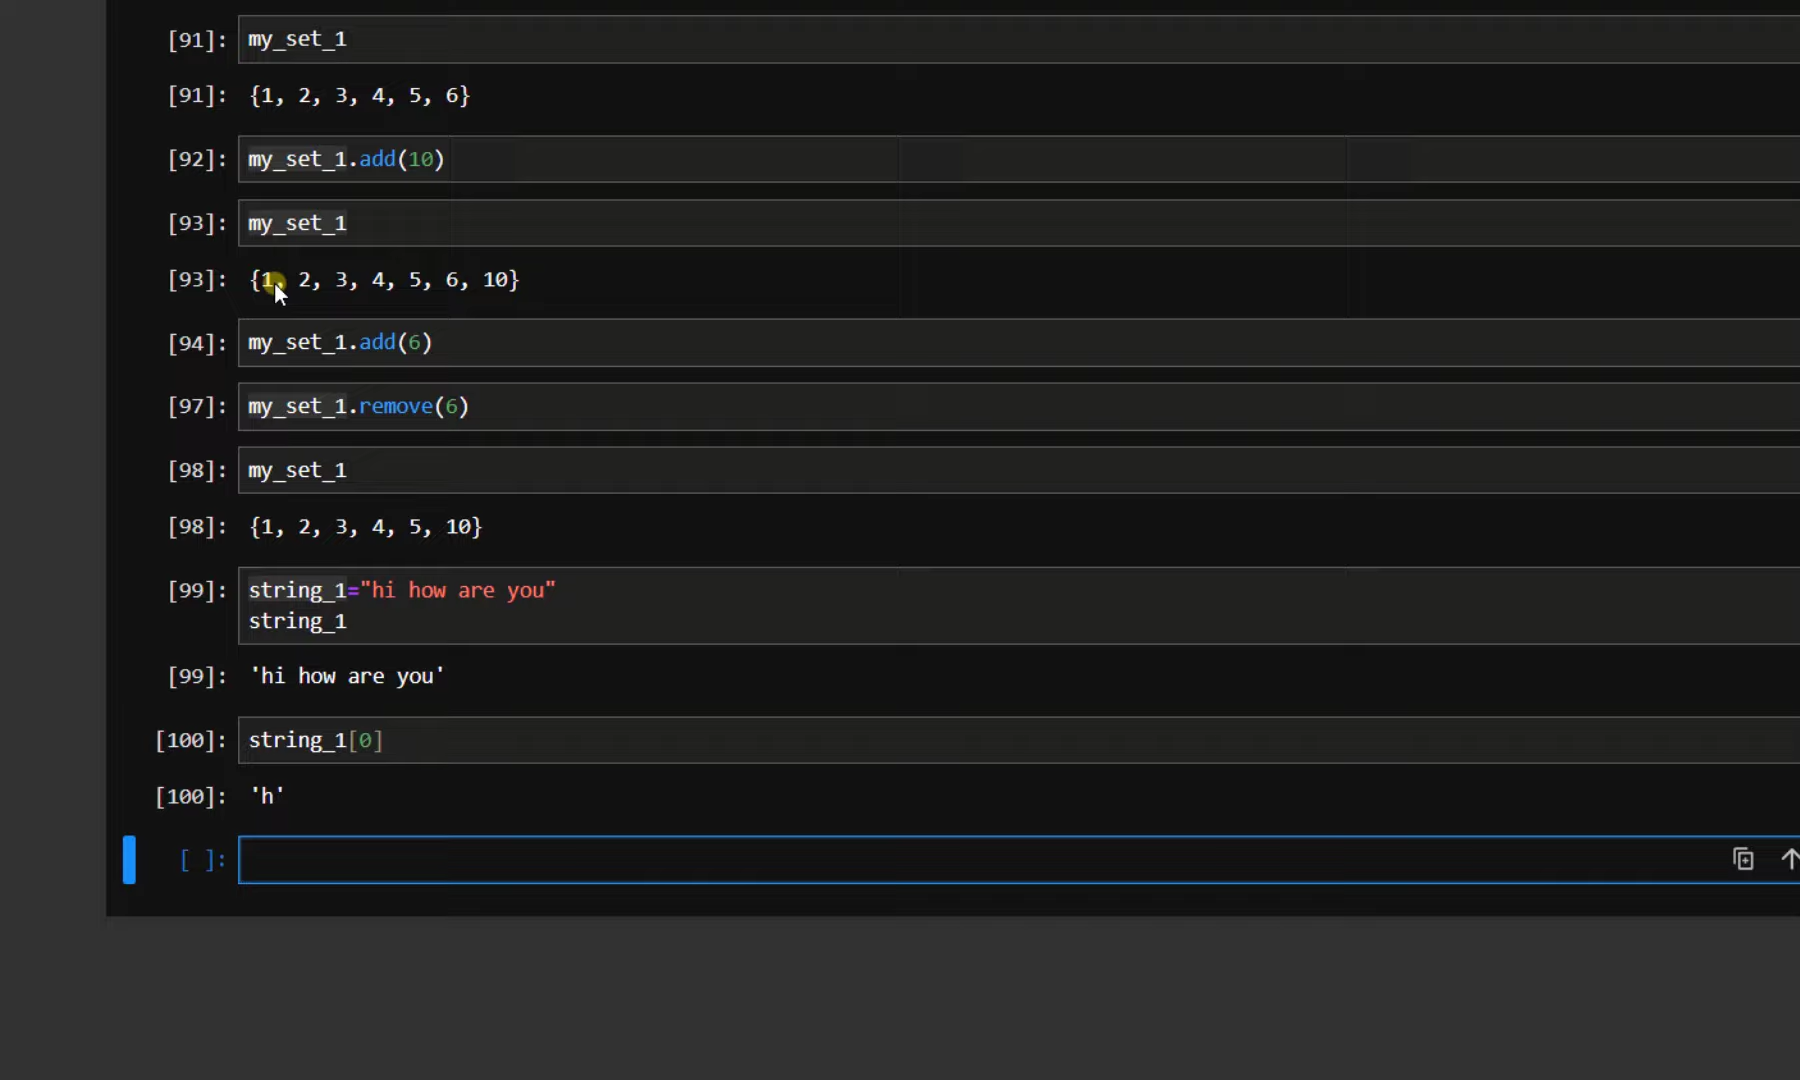 [91]: my_set_1
[91]: {1, 2, 3, 4, 5, 6}
[92]: my_set_1.add(10)
[93]: my_set_1
[93]: {1, 2, 3, 4, 5, 6, 10}
[94]: my_set_1.add(6)
[97]: my_set_1.remove(6)
[98]: my_set_1
[98]: {1, 2, 3, 4, 5, 10}
[99]: string_1="hi how are you"
string_1
[99]: 'hi how are you'
[100]: string_1[0]
[100]: 'h'
[ ]: